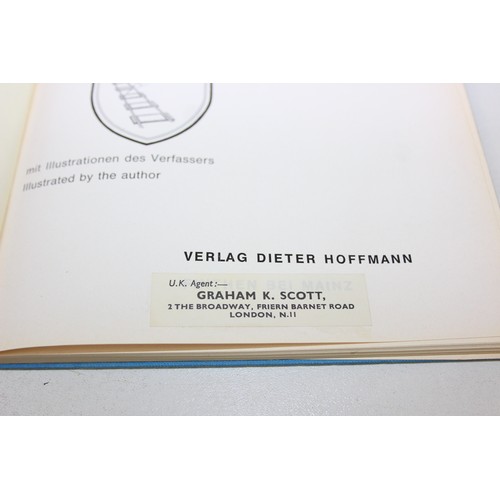 mit Illustrationen des Verfassers
Illustrated by the author
VERLAG DIETER HOFFMANN
U.K. Agent:—
GRAHAM K. SCOTT,
2 THE BROADWAY, FRIERN BARNET ROAD
LONDON, N.11